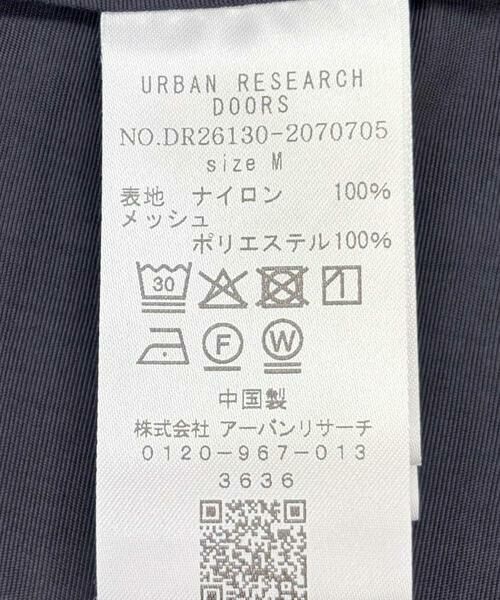 URBAN RESEARCH
DOORS
NO.DR26130-2070705
size M
表地 ナイロン 100%
メッシュ
ポリエステル100%
30
F W
中国製
株式会社 アーバンリサーチ
0120-967-013
3636